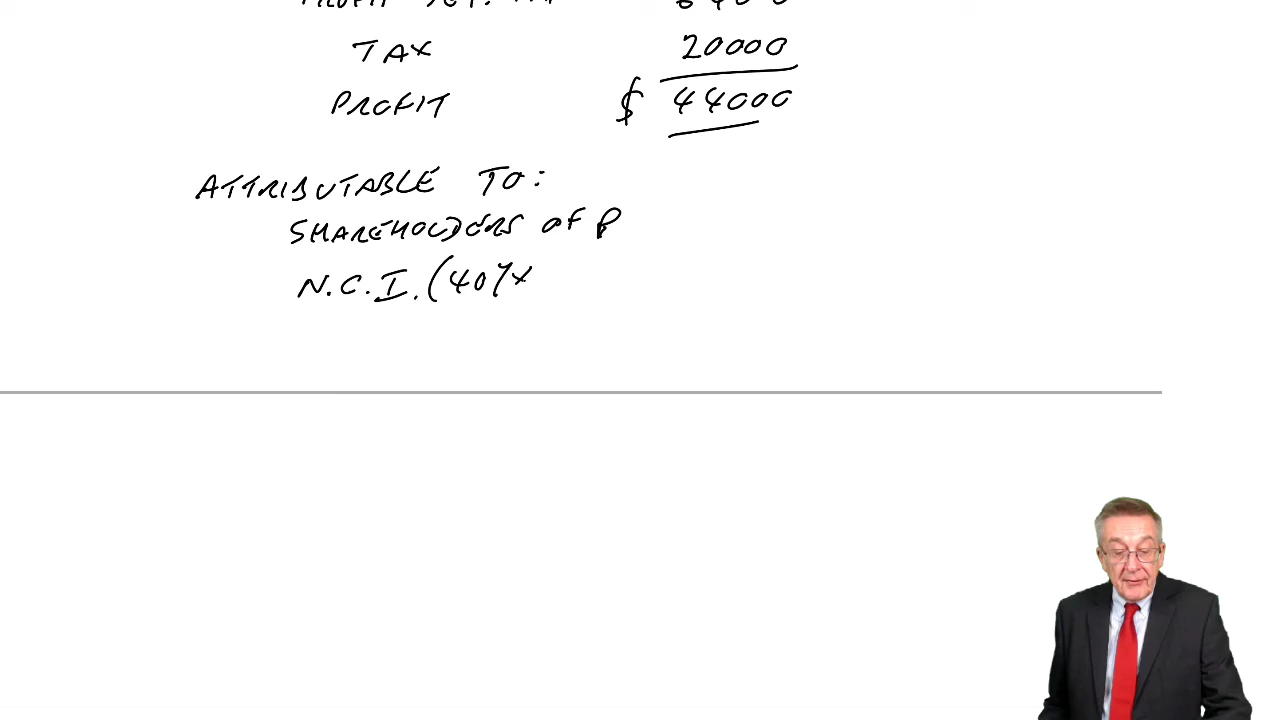 TAX 20000
PROFIT $ 44000
ATTRIBUTABLE TO:
SHAREHOLDERS OF P
N.C.I. (40%x